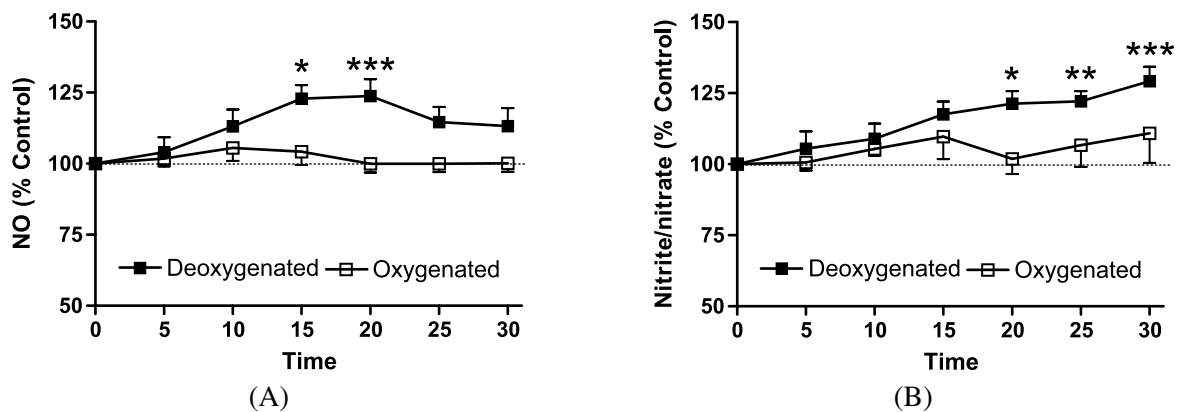 NO (% Control)
150
125
100
75
50
* ***
Deoxygenated Oxygenated
0 5 10 15 20 25 30
Time
(A)
Nitrite/nitrate (% Control)
150
125
100
75
50
* ** ***
Deoxygenated Oxygenated
0 5 10 15 20 25 30
Time
(B)